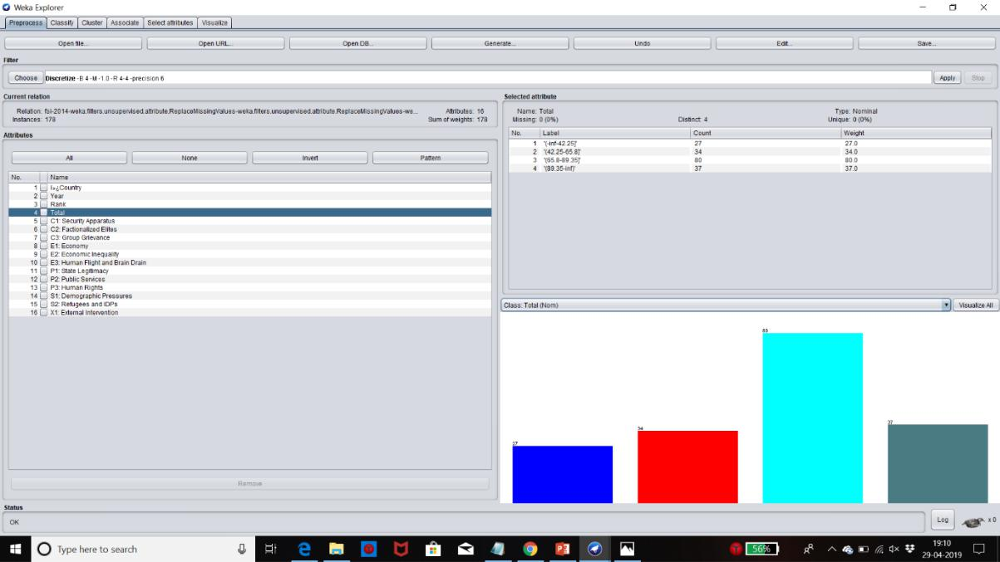 Weka Explorer
Preprocess Classify Cluster Associate Select attributes Visualize
Open file... Open URL... Open DB... Generate... Undo Edit... Save...
Filter
Choose Discretize -B 4 -M -1.0 -R 4-4 -precision 6 Apply Stop
Current relation
Relation: fsi-2014-weka.filters.unsupervised.attribute.ReplaceMissingValues-weka.filters.unsupervised.attribute.ReplaceMissingValues-we... Attributes: 16
Instances: 178 Sum of weights: 178
Attributes
All None Invert Pattern
No. Name
1 ï»¿Country
2 Year
3 Rank
4 Total
5 C1: Security Apparatus
6 C2: Factionalized Elites
7 C3: Group Grievance
8 E1: Economy
9 E2: Economic Inequality
10 E3: Human Flight and Brain Drain
11 P1: State Legitimacy
12 P2: Public Services
13 P3: Human Rights
14 S1: Demographic Pressures
15 S2: Refugees and IDPs
16 X1: External Intervention
Remove
Selected attribute
Name: Total Type: Nominal
Missing: 0 (0%) Distinct: 4 Unique: 0 (0%)
No. Label Count Weight
1 '(-inf-42.25]' 27 27.0
2 '(42.25-65.8]' 34 34.0
3 '(65.8-89.35]' 80 80.0
4 '(89.35-inf)' 37 37.0
Class: Total (Nom) Visualize All
27
34
80
37
Status
OK Log x 0
Type here to search
56%
19:10
29-04-2019